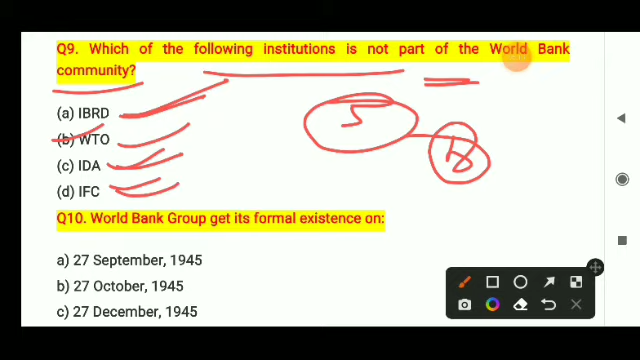 Q9. Which of the following institutions is not part of the World Bank
community?
(a) IBRD
(b) WTO
(c) IDA
(d) IFC
5
Q10. World Bank Group get its formal existence on:
a) 27 September, 1945
b) 27 October, 1945
c) 27 December, 1945